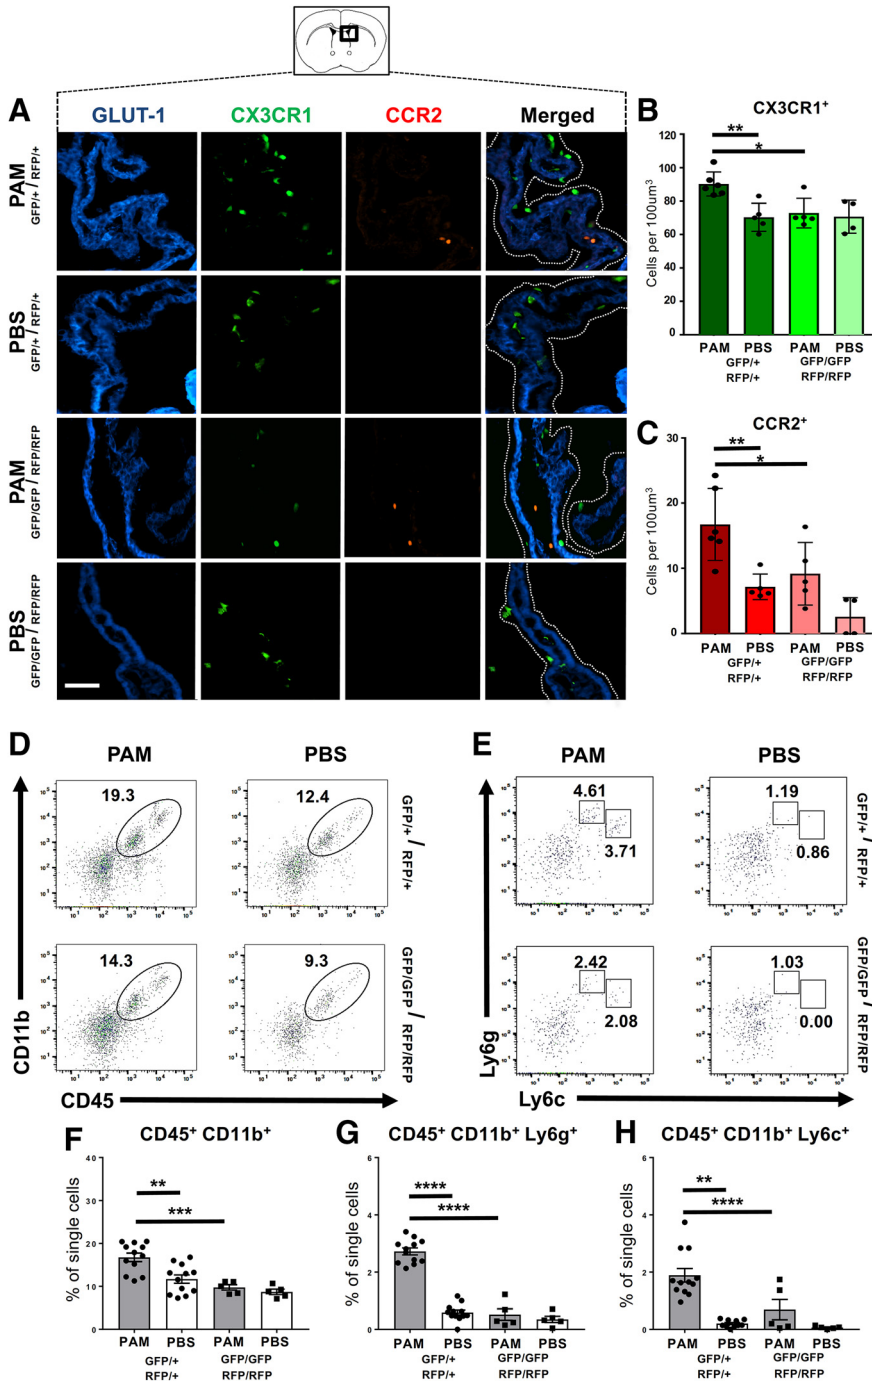 A
GLUT-1 CX3CR1 CCR2 Merged
PAM
GFP/+ / RFP/+
PBS
GFP/+ / RFP/+
PAM
GFP/GFP / RFP/RFP
PBS
GFP/GFP / RFP/RFP
B
CX3CR1+
Cells per 100um3
120
100
80
60
40
20
0
**
*
PAM PBS PAM PBS
GFP/+ GFP/GFP
RFP/+ RFP/RFP
C
CCR2+
Cells per 100um3
30
20
10
0
**
*
PAM PBS PAM PBS
GFP/+ GFP/GFP
RFP/+ RFP/RFP
D
PAM PBS
19.3 12.4
GFP/+ / RFP/+
14.3 9.3
GFP/GFP / RFP/RFP
CD11b
CD45
E
PAM PBS
4.61 1.19
3.71 0.86
GFP/+ / RFP/+
2.42 1.03
2.08 0.00
GFP/GFP / RFP/RFP
Ly6g
Ly6c
F
CD45+ CD11b+
% of single cells
40
30
20
10
0
**
***
PAM PBS PAM PBS
GFP/+ GFP/GFP
RFP/+ RFP/RFP
G
CD45+ CD11b+ Ly6g+
% of single cells
6
4
2
0
****
****
PAM PBS PAM PBS
GFP/+ GFP/GFP
RFP/+ RFP/RFP
H
CD45+ CD11b+ Ly6c+
% of single cells
6
4
2
0
**
****
PAM PBS PAM PBS
GFP/+ GFP/GFP
RFP/+ RFP/RFP